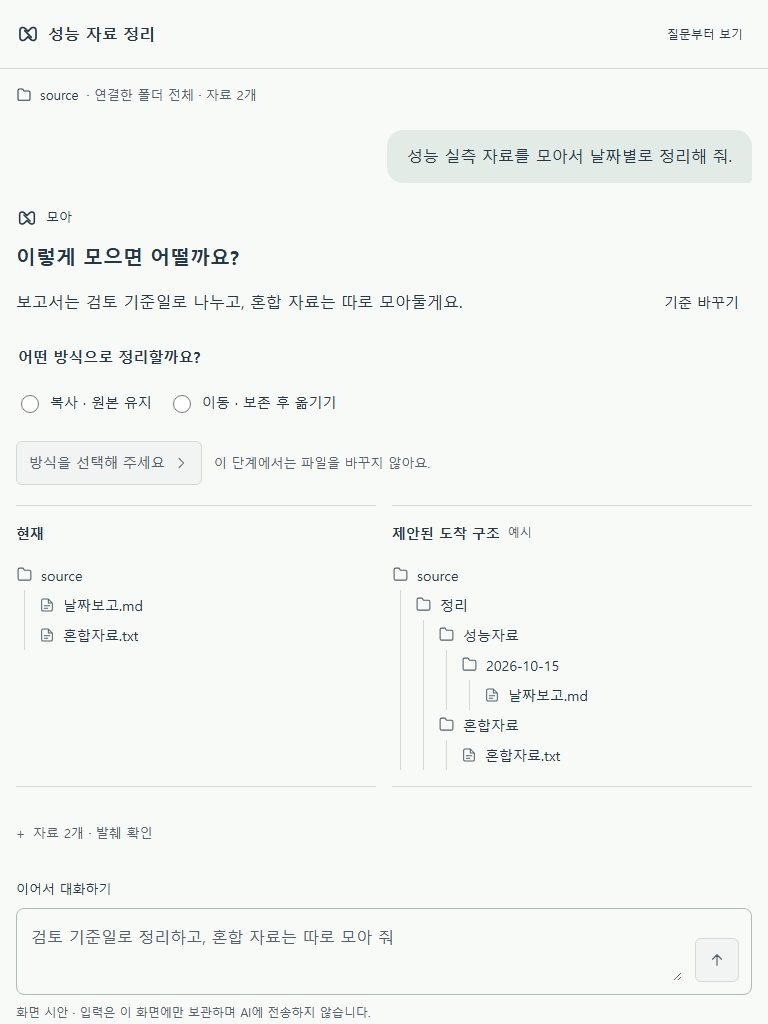 성능 자료 정리
질문부터 보기
source · 연결한 폴더 전체 · 자료 2개
성능 실측 자료를 모아서 날짜별로 정리해 줘.
모아
이렇게 모으면 어떨까요?
보고서는 검토 기준일로 나누고, 혼합 자료는 따로 모아둘게요.
기준 바꾸기
어떤 방식으로 정리할까요?
복사 · 원본 유지
이동 · 보존 후 옮기기
방식을 선택해 주세요
이 단계에서는 파일을 바꾸지 않아요.
현재
source
날짜보고.md
혼합자료.txt
제안된 도착 구조 예시
source
정리
성능자료
2026-10-15
날짜보고.md
혼합자료
혼합자료.txt
+ 자료 2개 · 발췌 확인
이어서 대화하기
검토 기준일로 정리하고, 혼합 자료는 따로 모아 줘
화면 시안 · 입력은 이 화면에만 보관하며 AI에 전송하지 않습니다.